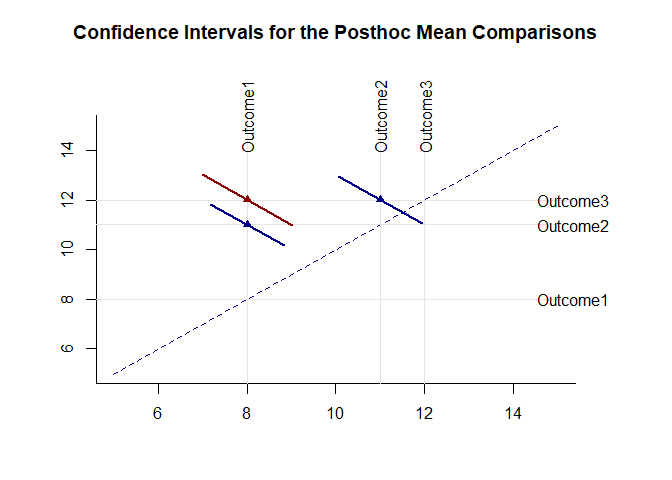 Confidence Intervals for the Posthoc Mean Comparisons
Outcome1
Outcome2
Outcome3
14
12
10
8
6
Outcome3
Outcome2
Outcome1
6 8 10 12 14